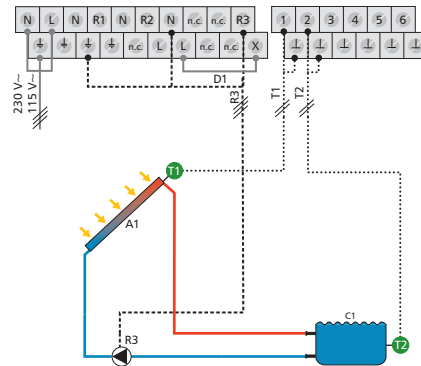 N L N R1 R2 N n.c. n.c. R3
n.c. L L n.c. n.c. X
1 2 3 4 5 6
D1
230 V~
115 V~
R3
T1
T2
T1
A1
R3
C1
T2